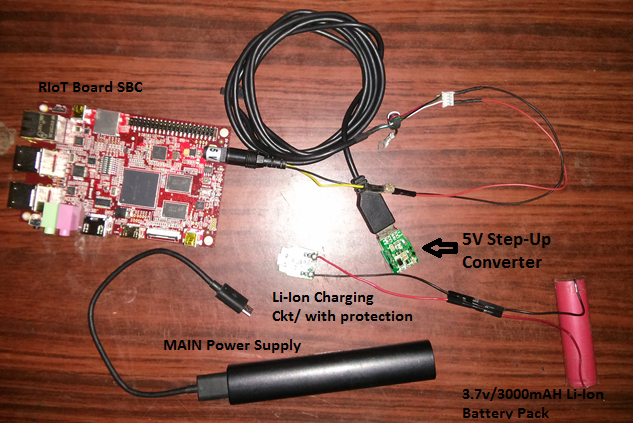 RIoT Board SBC
5V Step-Up
Converter
Li-Ion Charging
Ckt/ with protection
MAIN Power Supply
3.7v/3000mAH Li-Ion
Battery Pack